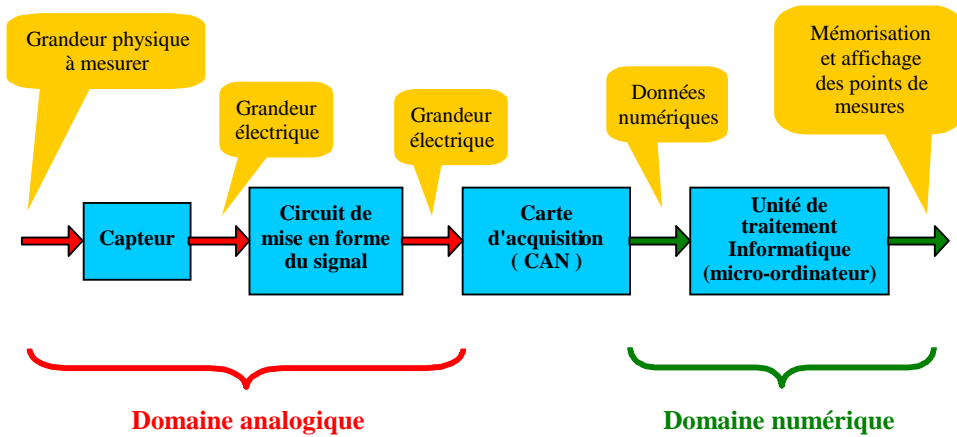 Grandeur physique
à mesurer
Grandeur
électrique
Grandeur
électrique
Données
numériques
Mémorisation
et affichage
des points de
mesures
Capteur
Circuit de
mise en forme
du signal
Carte
d'acquisition
( CAN )
Unité de
traitement
Informatique
(micro-ordinateur)
Domaine analogique
Domaine numérique